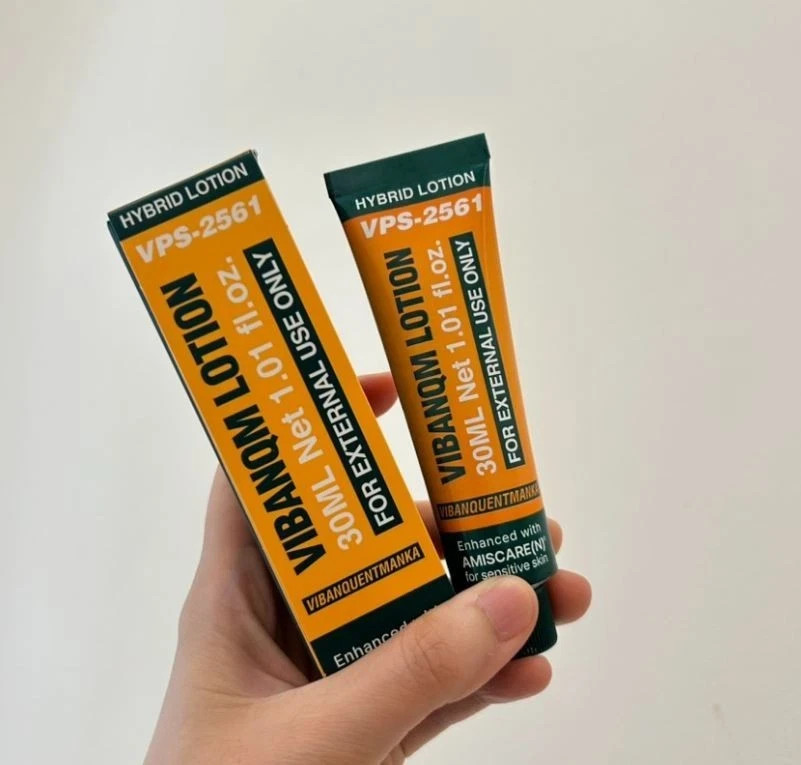 HYBRID LOTION
VPS-2561
VIBANQM LOTION
30ML Net 1.01 fl.oz.
FOR EXTERNAL USE ONLY
VIBANQUENTMANKA
Enhanced
HYBRID LOTION
VPS-2561
VIBANQM LOTION
30ML Net 1.01 fl.oz.
FOR EXTERNAL USE ONLY
VIBANQUENTMANKA
Enhanced with
AMISCARE(N)
for sensitive skin